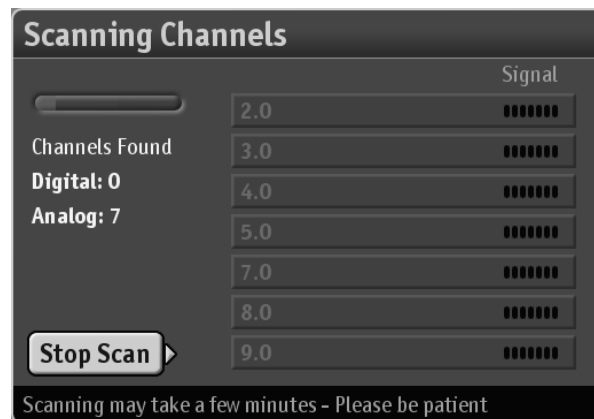 Scanning Channels
Signal
2.0
Channels Found
3.0
Digital: 0
4.0
Analog: 7
5.0
7.0
8.0
Stop Scan
9.0
Scanning may take a few minutes - Please be patient